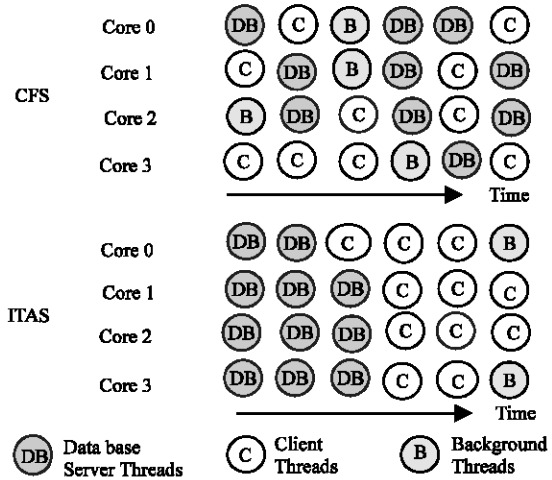 Core 0 DB C B DB DB C
Core 1 C DB B DB C DB
CFS
Core 2 B DB C DB C DB
Core 3 C C C B DB C
Time
Core 0 DB DB C C C B
Core 1 DB DB DB C C C
ITAS
Core 2 DB DB DB C C C
Core 3 DB DB DB C C B
Time
DB Data base
Server Threads
C Client
Threads
B Background
Threads